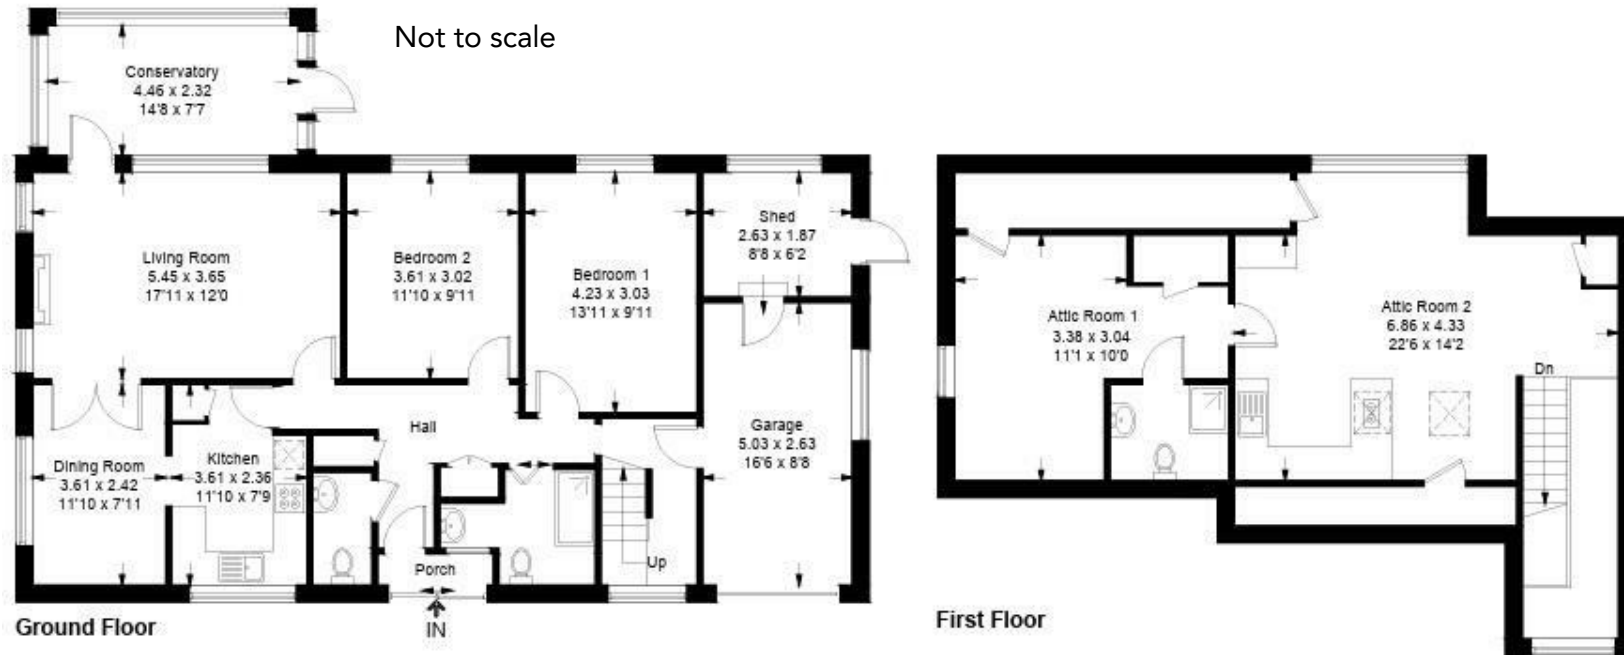 Not to scale
Conservatory
4.46 x 2.32
14'8 x 7'7
Living Room
5.45 x 3.65
17'11 x 12'0
Bedroom 2
3.61 x 3.02
11'10 x 9'11
Bedroom 1
4.23 x 3.03
13'11 x 9'11
Shed
2.63 x 1.87
8'8 x 6'2
Hall
Garage
5.03 x 2.63
16'6 x 8'8
Dining Room
3.61 x 2.42
11'10 x 7'11
Kitchen
3.61 x 2.36
11'10 x 7'9
Porch
Up
IN
Ground Floor
Attic Room 1
3.38 x 3.04
11'1 x 10'0
Attic Room 2
6.86 x 4.33
22'6 x 14'2
Dn
First Floor